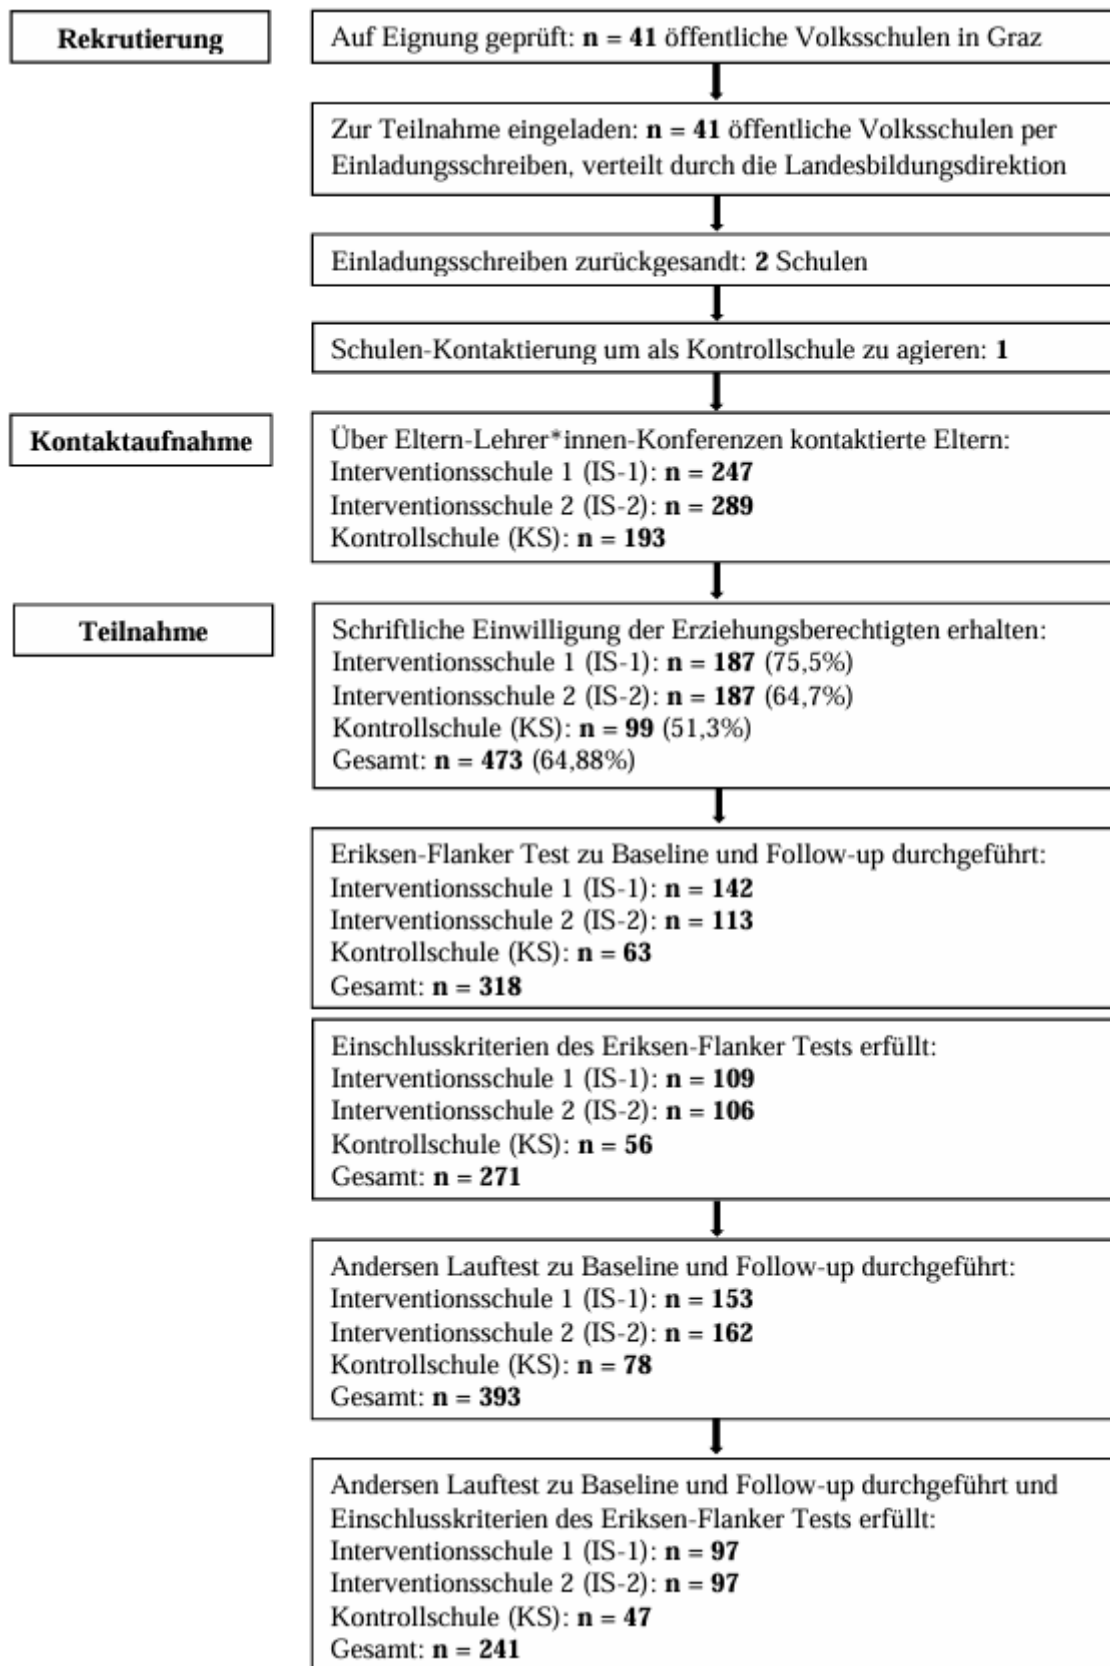 Rekrutierung
Auf Eignung geprüft: n = 41 öffentliche Volksschulen in Graz
Zur Teilnahme eingeladen: n = 41 öffentliche Volksschulen per
Einladungsschreiben, verteilt durch die Landesbildungsdirektion
Einladungsschreiben zurückgesandt: 2 Schulen
Schulen-Kontaktierung um als Kontrollschule zu agieren: 1
Kontaktaufnahme
Über Eltern-Lehrer*innen-Konferenzen kontaktierte Eltern:
Interventionsschule 1 (IS-1): n = 247
Interventionsschule 2 (IS-2): n = 289
Kontrollschule (KS): n = 193
Teilnahme
Schriftliche Einwilligung der Erziehungsberechtigten erhalten:
Interventionsschule 1 (IS-1): n = 187 (75,5%)
Interventionsschule 2 (IS-2): n = 187 (64,7%)
Kontrollschule (KS): n = 99 (51,3%)
Gesamt: n = 473 (64,88%)
Eriksen-Flanker Test zu Baseline und Follow-up durchgeführt:
Interventionsschule 1 (IS-1): n = 142
Interventionsschule 2 (IS-2): n = 113
Kontrollschule (KS): n = 63
Gesamt: n = 318
Einschlusskriterien des Eriksen-Flanker Tests erfüllt:
Interventionsschule 1 (IS-1): n = 109
Interventionsschule 2 (IS-2): n = 106
Kontrollschule (KS): n = 56
Gesamt: n = 271
Andersen Lauftest zu Baseline und Follow-up durchgeführt:
Interventionsschule 1 (IS-1): n = 153
Interventionsschule 2 (IS-2): n = 162
Kontrollschule (KS): n = 78
Gesamt: n = 393
Andersen Lauftest zu Baseline und Follow-up durchgeführt und
Einschlusskriterien des Eriksen-Flanker Tests erfüllt:
Interventionsschule 1 (IS-1): n = 97
Interventionsschule 2 (IS-2): n = 97
Kontrollschule (KS): n = 47
Gesamt: n = 241